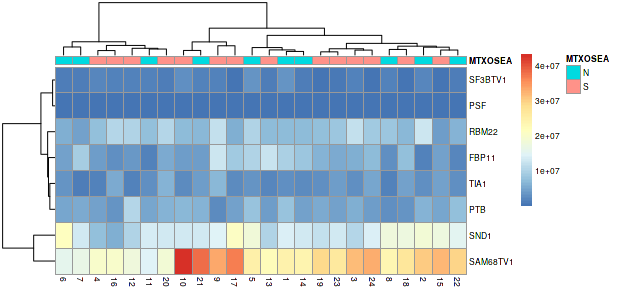 MTXOSEA
MTXOSEA
N
S
4e+07
3e+07
2e+07
1e+07
SF3BTV1
PSF
RBM22
FBP11
TIA1
PTB
SND1
SAM68TV1
6 7 4 16 12 11 20 10 21 9 17 5 13 1 14 19 23 3 24 8 18 2 15 22